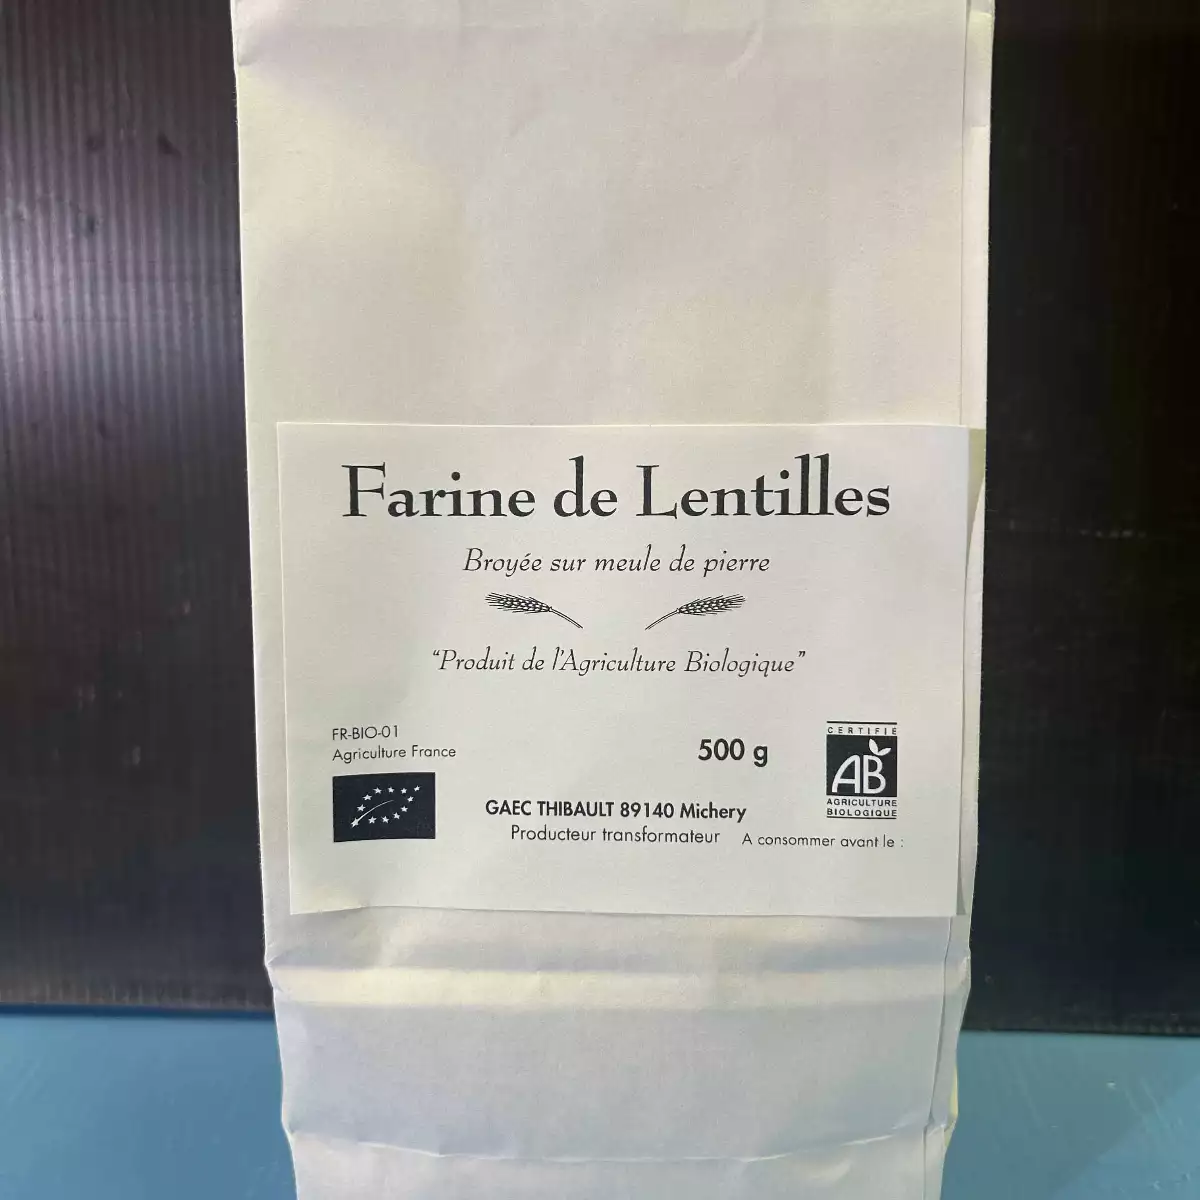 Farine de Lentilles
Broyée sur meule de pierre
"Produit de l'Agriculture Biologique"
FR-BIO-01
Agriculture France
500 g
CERTIFIÉ
AB
AGRICULTURE
BIOLOGIQUE
GAEC THIBAULT 89140 Michery
Producteur transformateur
A consommer avant le :